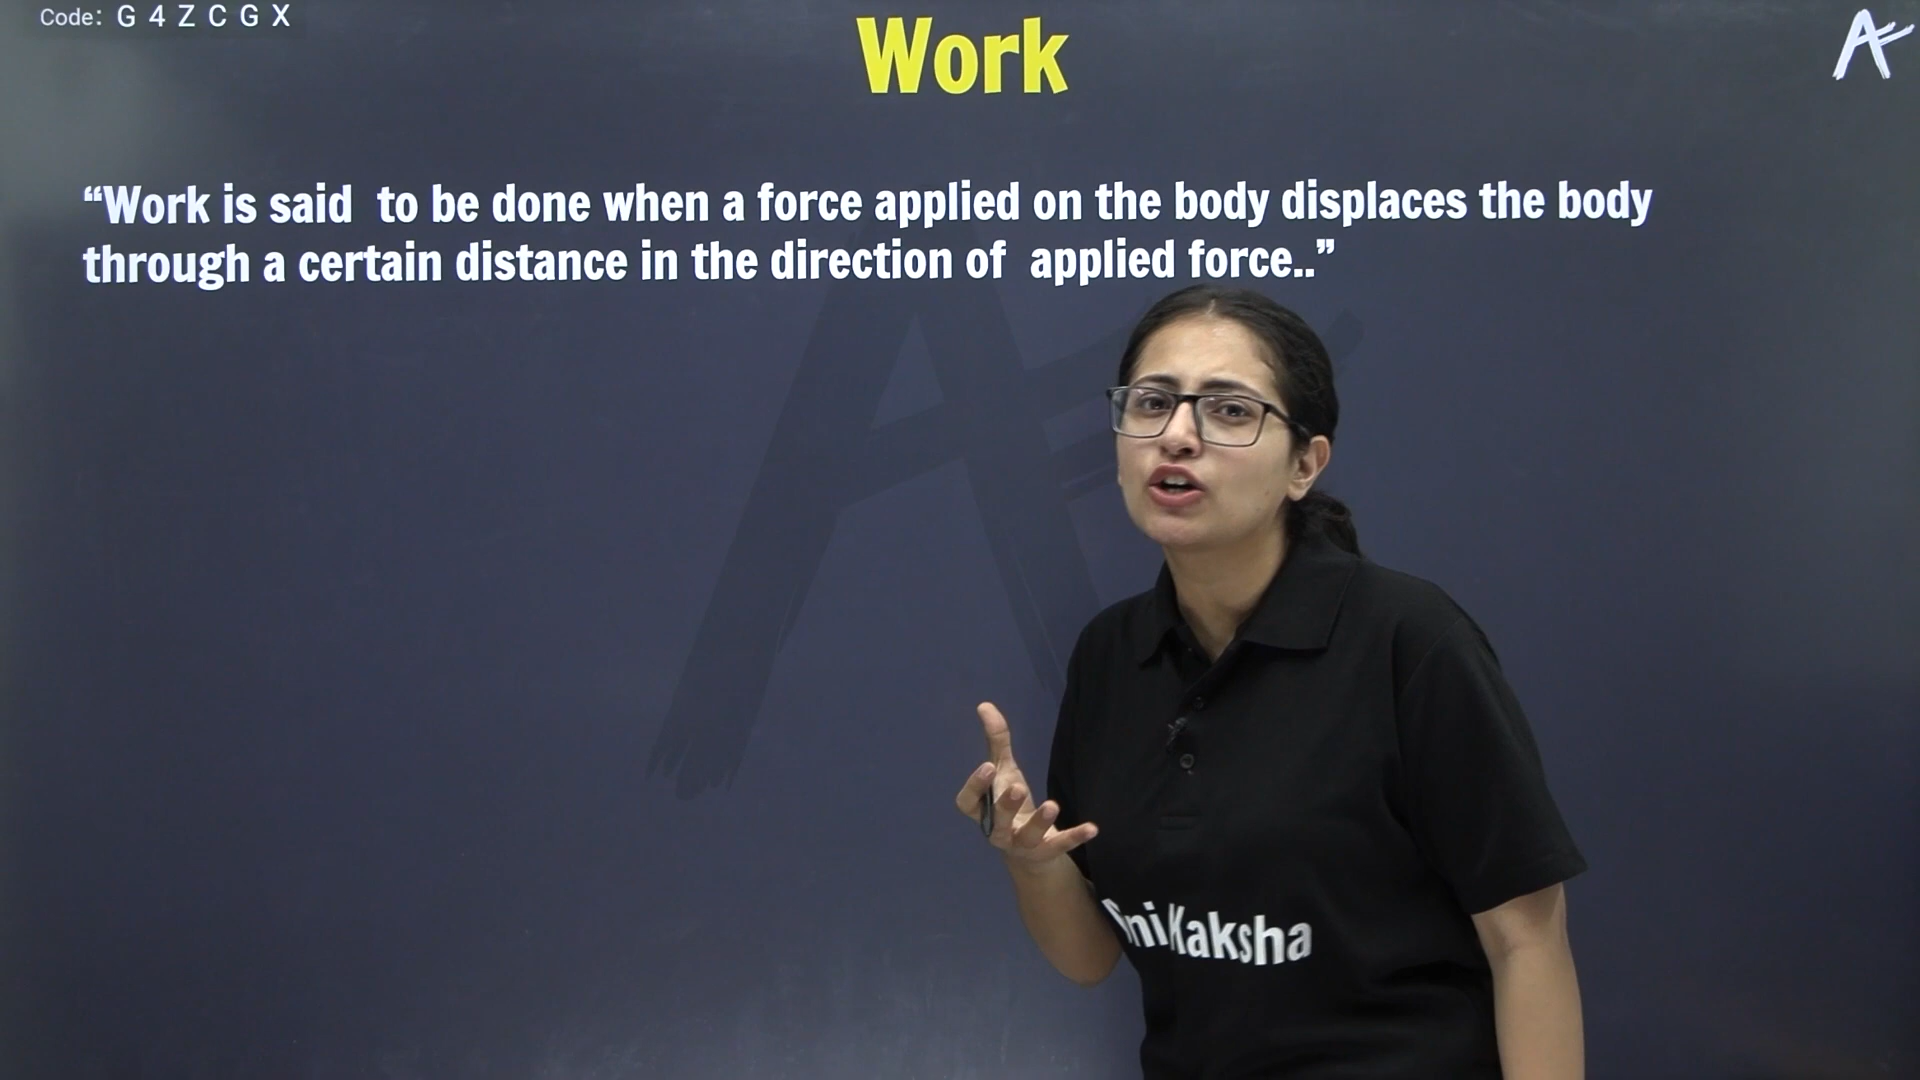 Code: G 4 Z C G X
Work
“Work is said to be done when a force applied on the body displaces the body
through a certain distance in the direction of applied force..”
Kaksha